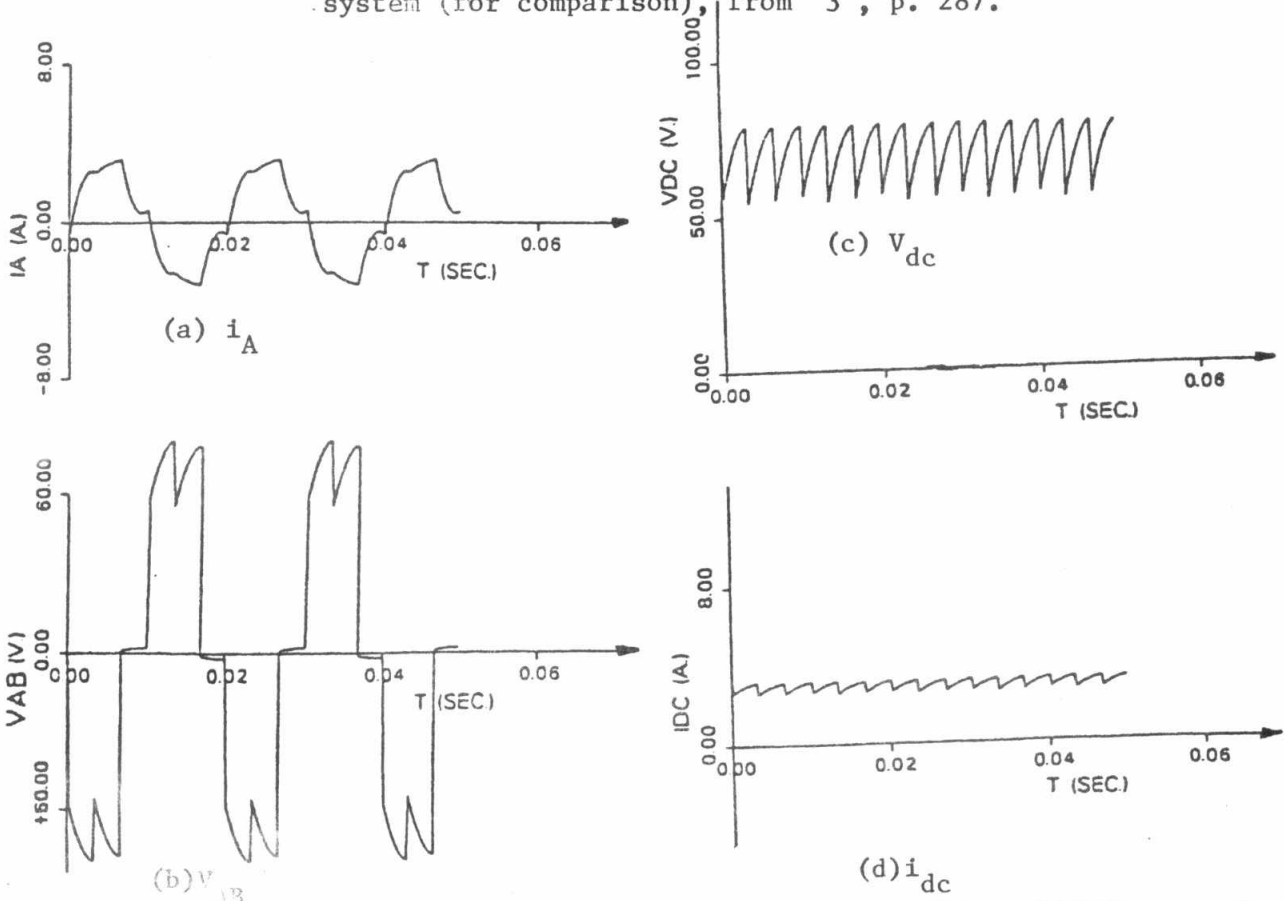 system (for comparison), from 3, p. 287.
8.00
0.00
-8.00
IA (A.)
0.00
0.02
0.04
0.06
T (SEC.)
(a) i_A
100.00
50.00
0.00
VDC (V.)
0.00
0.02
0.04
0.06
T (SEC.)
(c) V_dc
60.00
0.00
VAB (V)
0.00
0.02
0.04
0.06
T (SEC.)
(b)
8.00
0.00
IDC (A.)
0.00
0.02
0.04
0.06
T (SEC.)
(d) i_dc